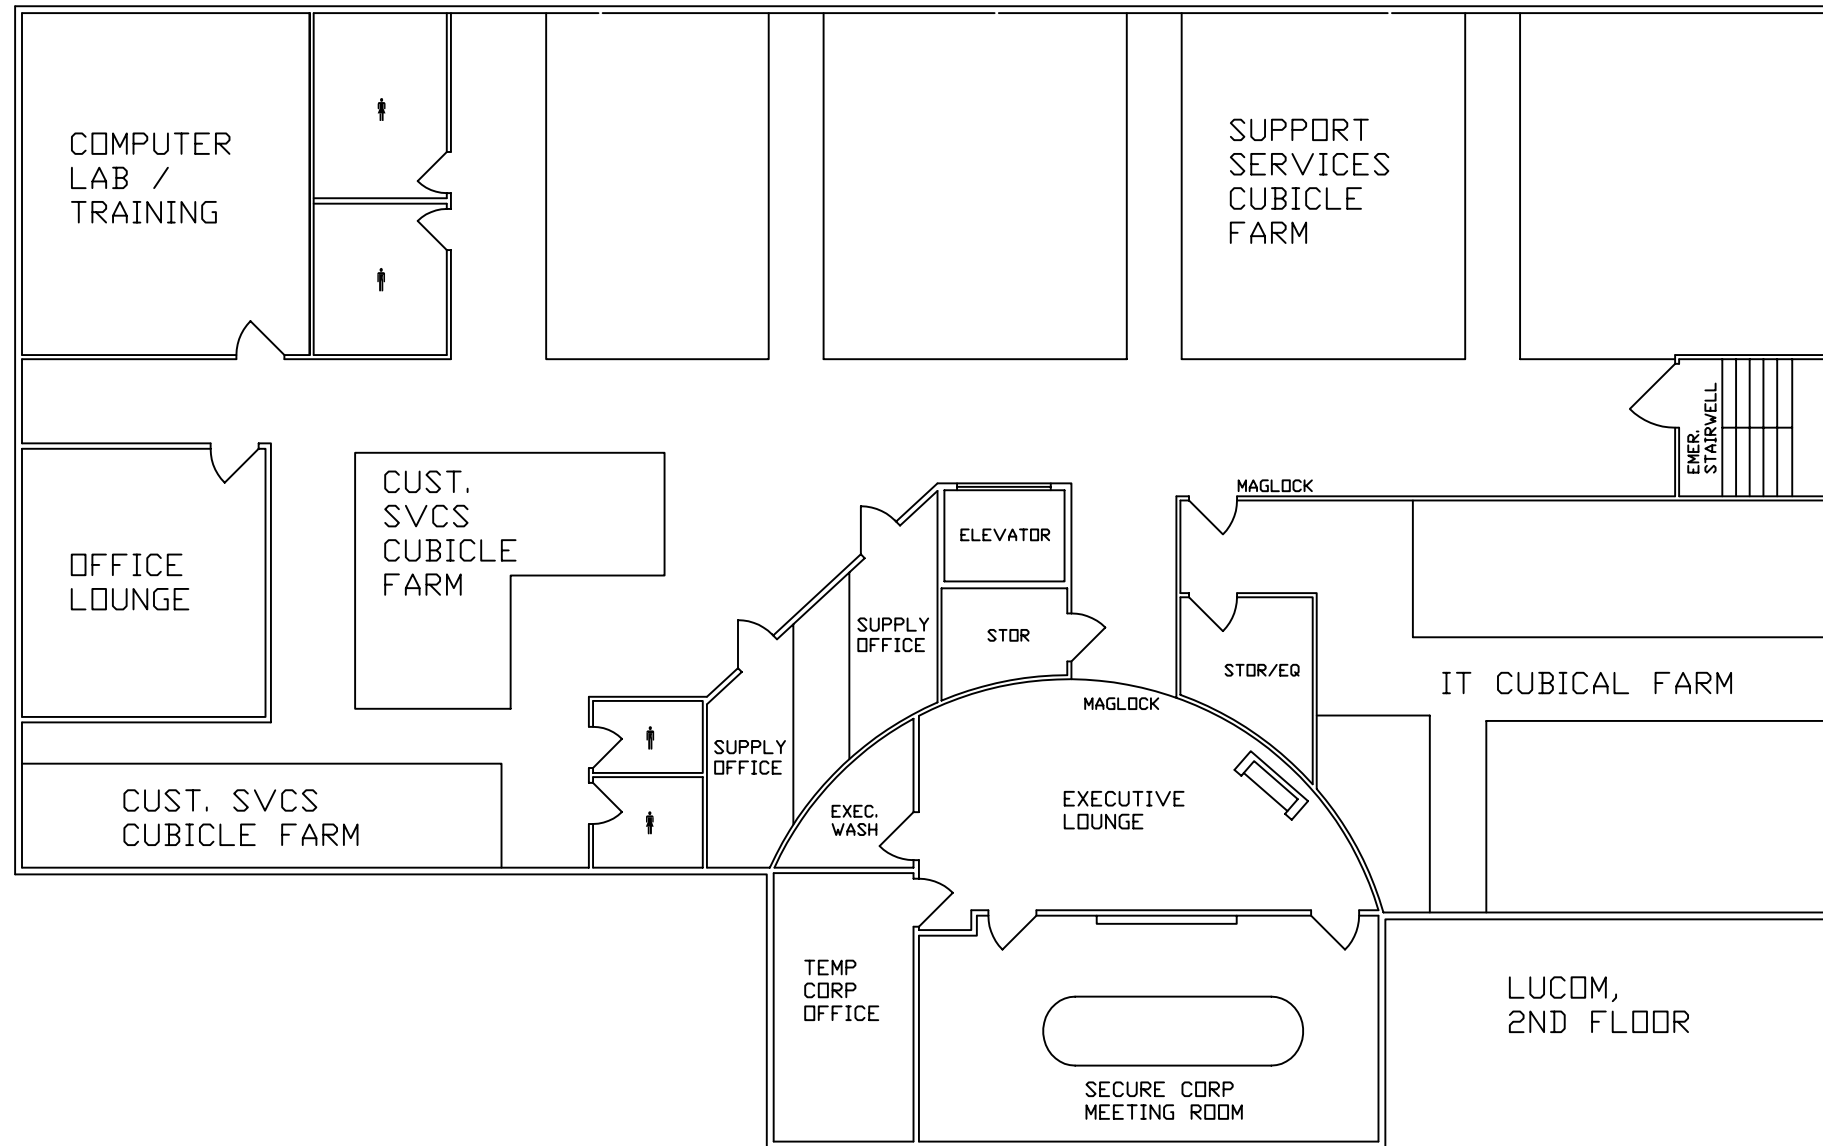 COMPUTER
LAB /
TRAINING
SUPPORT
SERVICES
CUBICLE
FARM
EMER.
STAIRWELL
CUST.
SVCS
CUBICLE
FARM
MAGLOCK
ELEVATOR
OFFICE
LOUNGE
SUPPLY
OFFICE
STOR
STOR/EQ
IT CUBICAL FARM
MAGLOCK
SUPPLY
OFFICE
CUST. SVCS
CUBICLE FARM
EXEC.
WASH
EXECUTIVE
LOUNGE
TEMP
CORP
OFFICE
LUCOM,
2ND FLOOR
SECURE CORP
MEETING ROOM